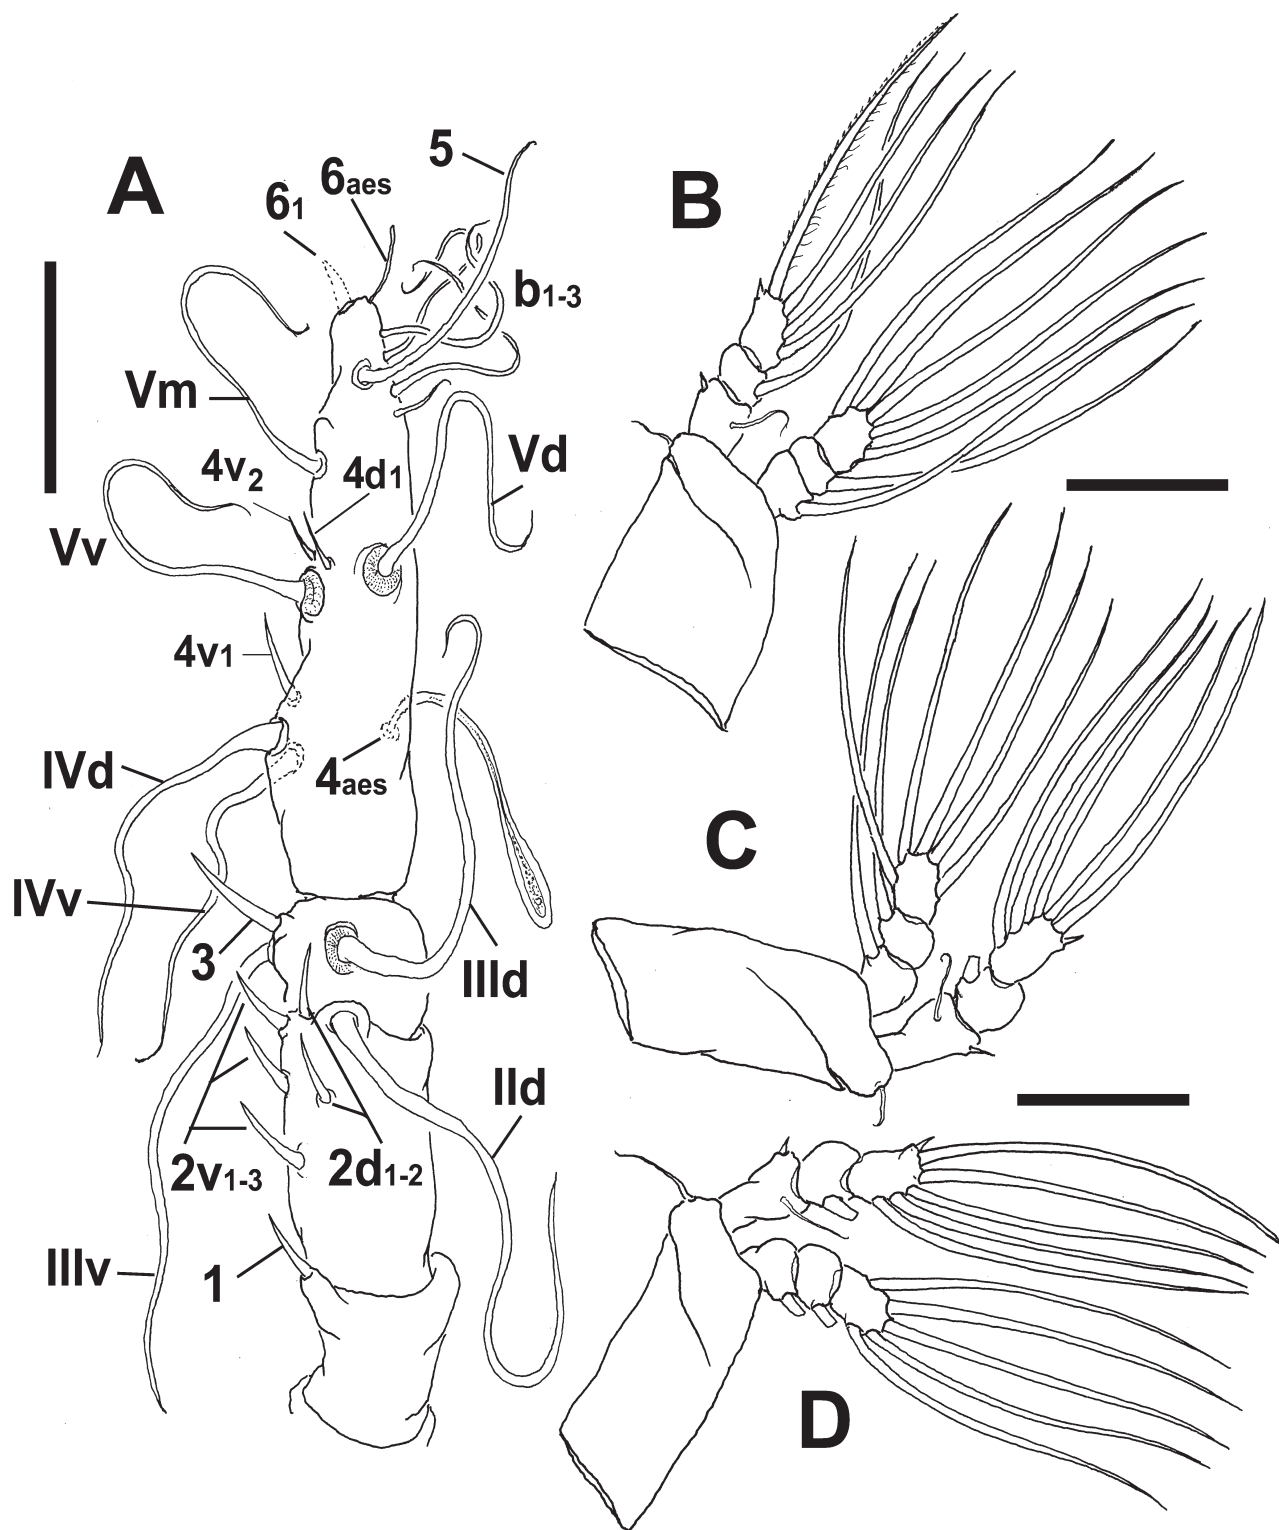 A
5
6aes
61
b1-3
B
Vm
Vd
4v2
4d1
Vv
4v1
IVd
4aes
C
IVv
3
IIId
IId
2v1-3
2d1-2
IIIv
1
D